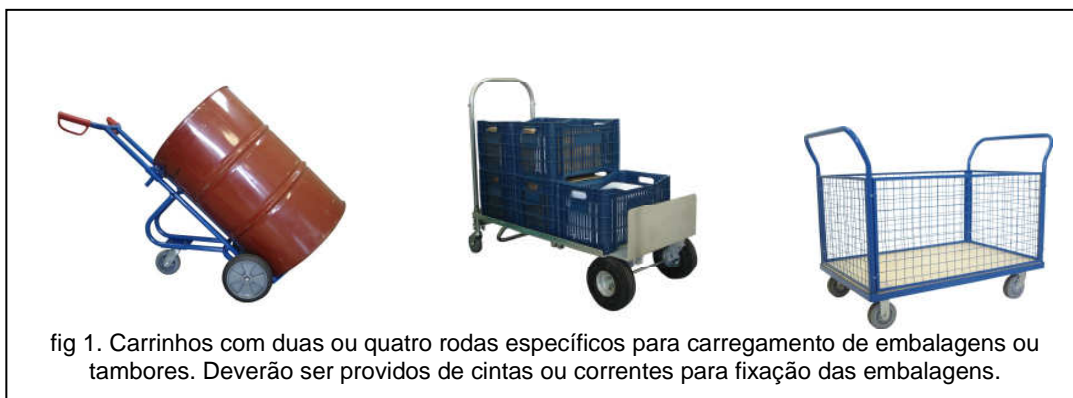 fig 1. Carrinhos com duas ou quatro rodas específicos para carregamento de embalagens ou
tambores. Deverão ser providos de cintas ou correntes para fixação das embalagens.